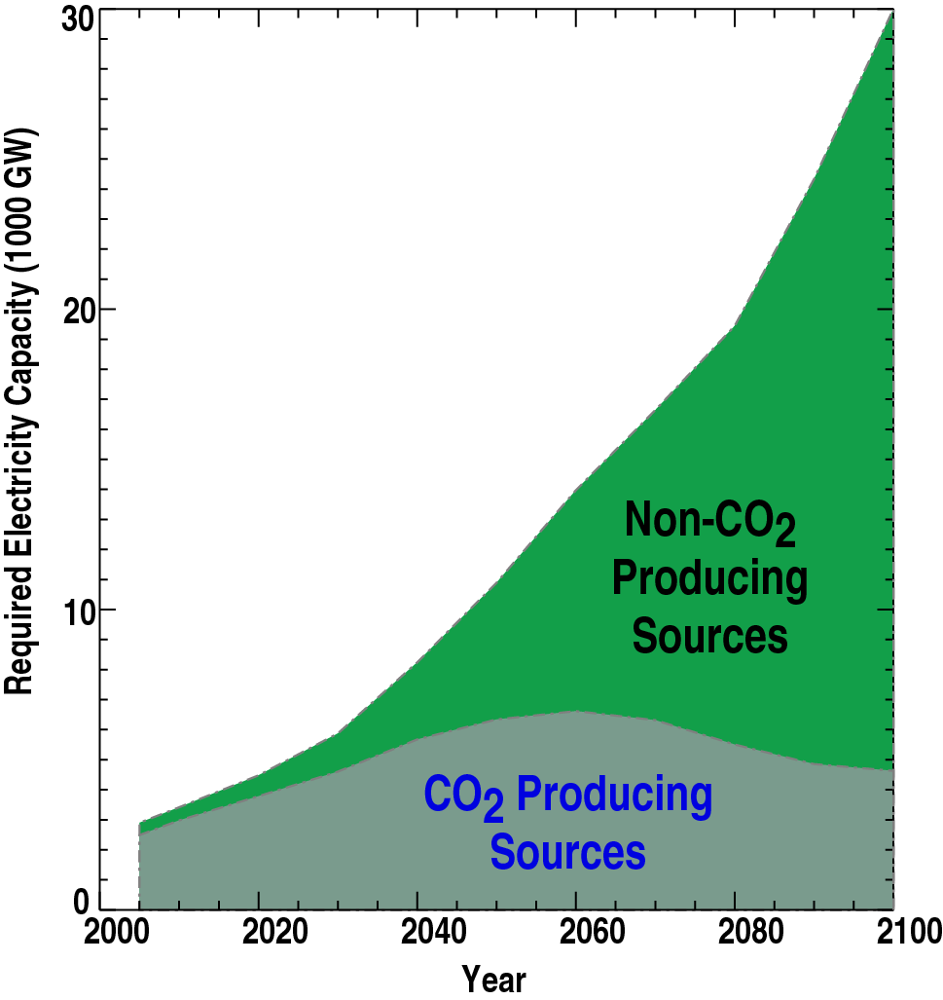 30
20
10
0
Required Electricity Capacity (1000 GW)
Non-CO₂
Producing
Sources
CO₂ Producing
Sources
2000 2020 2040 2060 2080 2100
Year